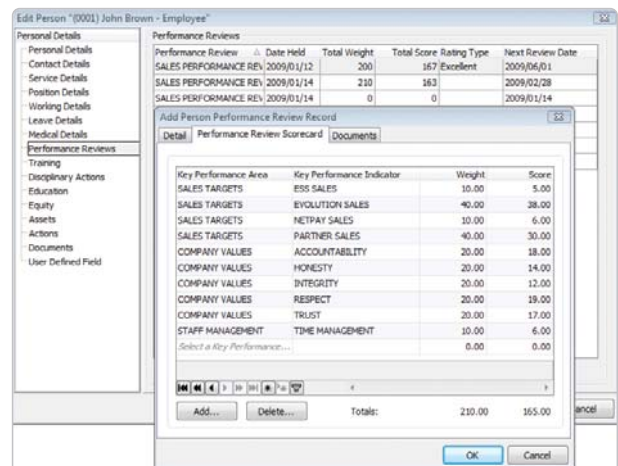 Edit Person "(0001) John Brown - Employee"
Personal Details
Personal Details
Contact Details
Service Details
Position Details
Working Details
Leave Details
Medical Details
Performance Reviews
Training
Disciplinary Actions
Education
Equity
Assets
Actions
Documents
User Defined Field
Performance Reviews
Performance Review Date Held Total Weight Total Score Rating Type Next Review Date
SALES PERFORMANCE REV 2009/01/12 200 167 Excellent 2009/06/01
SALES PERFORMANCE REV 2009/01/14 210 163 2009/02/28
SALES PERFORMANCE REV 2009/01/14 0 0 2009/01/14
Add Person Performance Review Record
Detail Performance Review Scorecard Documents
Key Performance Area Key Performance Indicator Weight Score
SALES TARGETS ESS SALES 10.00 5.00
SALES TARGETS EVOLUTION SALES 40.00 38.00
SALES TARGETS NETPAY SALES 10.00 6.00
SALES TARGETS PARTNER SALES 40.00 30.00
COMPANY VALUES ACCOUNTABILITY 20.00 18.00
COMPANY VALUES HONESTY 20.00 14.00
COMPANY VALUES INTEGRITY 20.00 12.00
COMPANY VALUES RESPECT 20.00 19.00
COMPANY VALUES TRUST 20.00 17.00
STAFF MANAGEMENT TIME MANAGEMENT 10.00 6.00
Select a Key Performance... 0.00 0.00
Add... Delete... Totals: 210.00 165.00
ancel
OK Cancel